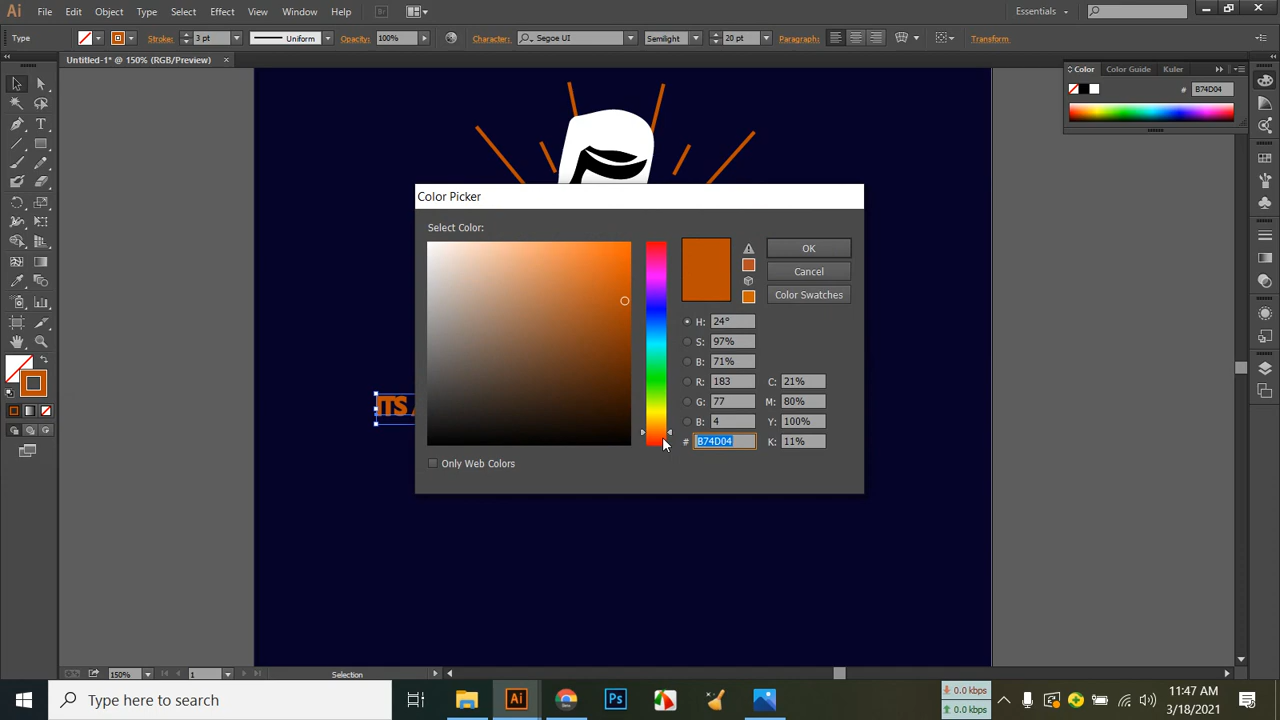 Ai File Edit Object Type Select Effect View Window Help Br Essentials
Type Stroke: 3 pt Uniform Opacity: 100% Character: Segoe UI Semilight 20 pt Paragraph: Transform
Untitled-1* @ 150% (RGB/Preview)
Color Color Guide Kuler
# B74D04
Color Picker
Select Color:
OK
Cancel
Color Swatches
H: 24°
S: 97%
B: 71%
R: 183 C: 21%
G: 77 M: 80%
B: 4 Y: 100%
# B74D04 K: 11%
Only Web Colors
ITS
150% 1 Selection
Type here to search
Ai
Ps
0.0 kbps
0.0 kbps
11:47 AM
3/18/2021